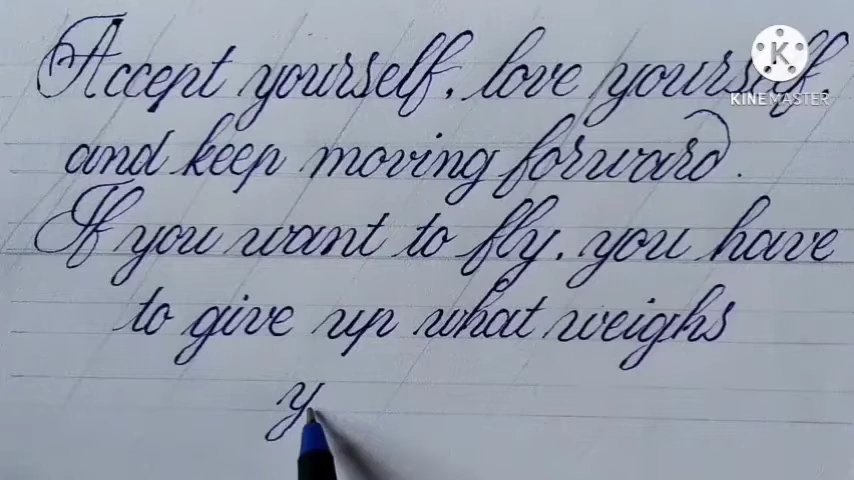 Accept yourself, love yourself,
and keep moving forward.
If you want to fly, you have
to give up what weighs
y
K
KINEMASTER